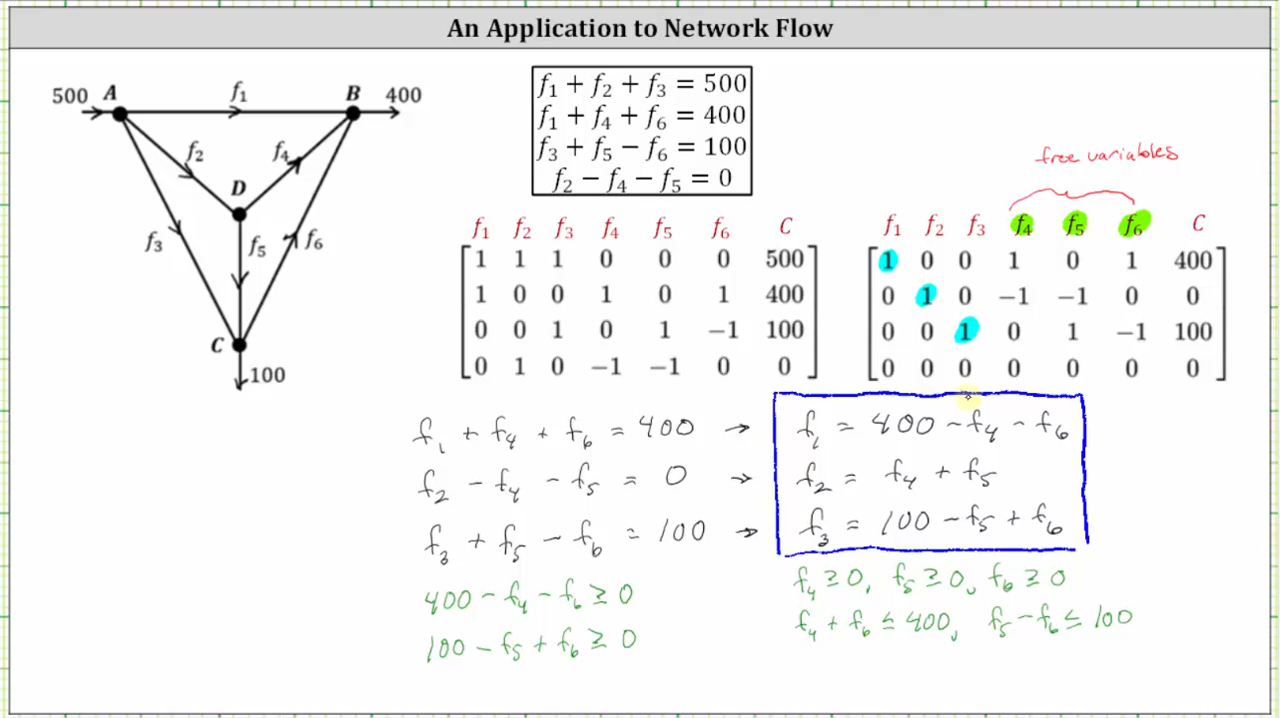 An Application to Network Flow
500 A f₁ B 400
f₂ f₄
D
f₃ f₅ f₆
C
100
f₁ + f₂ + f₃ = 500
f₁ + f₄ + f₆ = 400
f₃ + f₅ − f₆ = 100
f₂ − f₄ − f₅ = 0
f₁ f₂ f₃ f₄ f₅ f₆ C
1 1 1 0 0 0 500
1 0 0 1 0 1 400
0 0 1 0 1 −1 100
0 1 0 −1 −1 0 0
free variables
f₁ f₂ f₃ f₄ f₅ f₆ C
1 0 0 1 0 1 400
0 1 0 −1 −1 0 0
0 0 1 0 1 −1 100
0 0 0 0 0 0 0
f₁ + f₄ + f₆ = 400 → f₁ = 400 − f₄ − f₆
f₂ − f₄ − f₅ = 0 → f₂ = f₄ + f₅
f₃ + f₅ − f₆ = 100 → f₃ = 100 − f₅ + f₆
400 − f₄ − f₆ ≥ 0
100 − f₅ + f₆ ≥ 0
f₄ ≥ 0, f₅ ≥ 0, f₆ ≥ 0
f₄ + f₆ ≤ 400, f₅ − f₆ ≤ 100